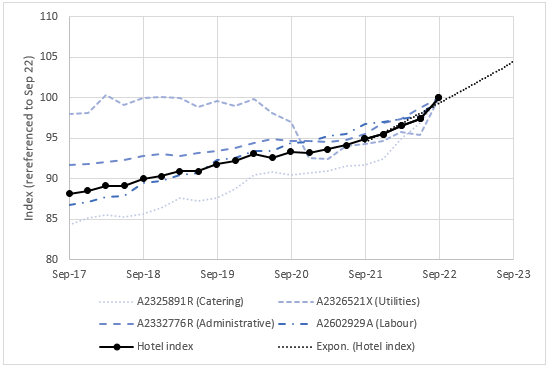 110
105
100
95
90
85
80
Index (rereferenced to Sep 22)
Sep-17 Sep-18 Sep-19 Sep-20 Sep-21 Sep-22 Sep-23
A2325891R (Catering) A2326521X (Utilities)
A2332776R (Administrative) A2602929A (Labour)
Hotel index Expon. (Hotel index)